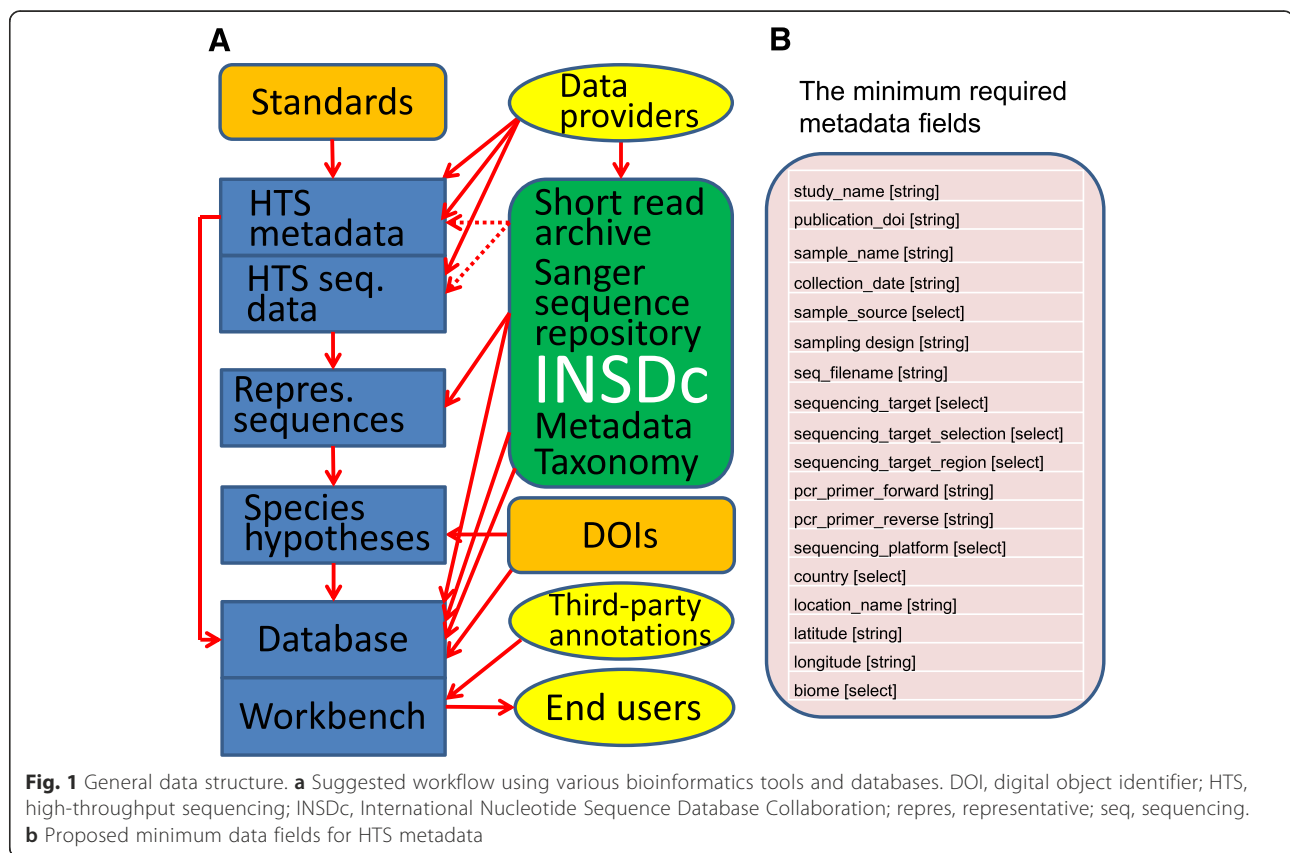 A
Standards
HTS
metadata
HTS seq.
data
Repres.
sequences
Species
hypotheses
Database
Workbench
Data
providers
Short read
archive
Sanger
sequence
repository
INSDc
Metadata
Taxonomy
DOIs
Third-party
annotations
End users
B
The minimum required
metadata fields
study_name [string]
publication_doi [string]
sample_name [string]
collection_date [string]
sample_source [select]
sampling design [string]
seq_filename [string]
sequencing_target [select]
sequencing_target_selection [select]
sequencing_target_region [select]
pcr_primer_forward [string]
pcr_primer_reverse [string]
sequencing_platform [select]
country [select]
location_name [string]
latitude [string]
longitude [string]
biome [select]
Fig. 1 General data structure. a Suggested workflow using various bioinformatics tools and databases. DOI, digital object identifier; HTS,
high-throughput sequencing; INSDc, International Nucleotide Sequence Database Collaboration; repres, representative; seq, sequencing.
b Proposed minimum data fields for HTS metadata